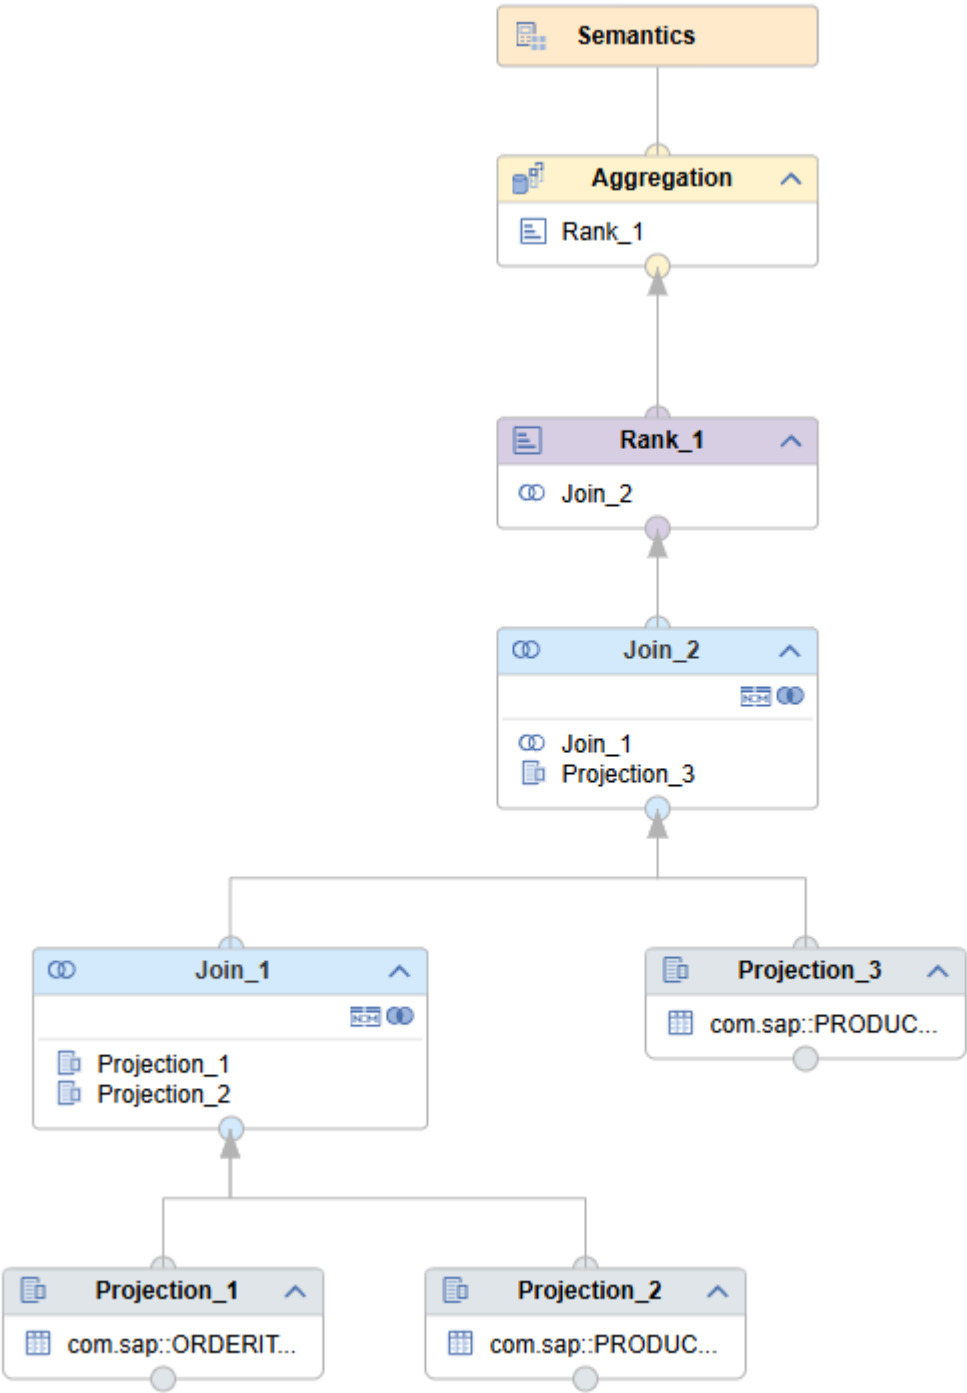 Semantics
Aggregation
Rank_1
Rank_1
Join_2
Join_2
Join_1
Projection_3
Join_1
Projection_1
Projection_2
Projection_3
com.sap::PRODUC...
Projection_1
com.sap::ORDERIT...
Projection_2
com.sap::PRODUC...